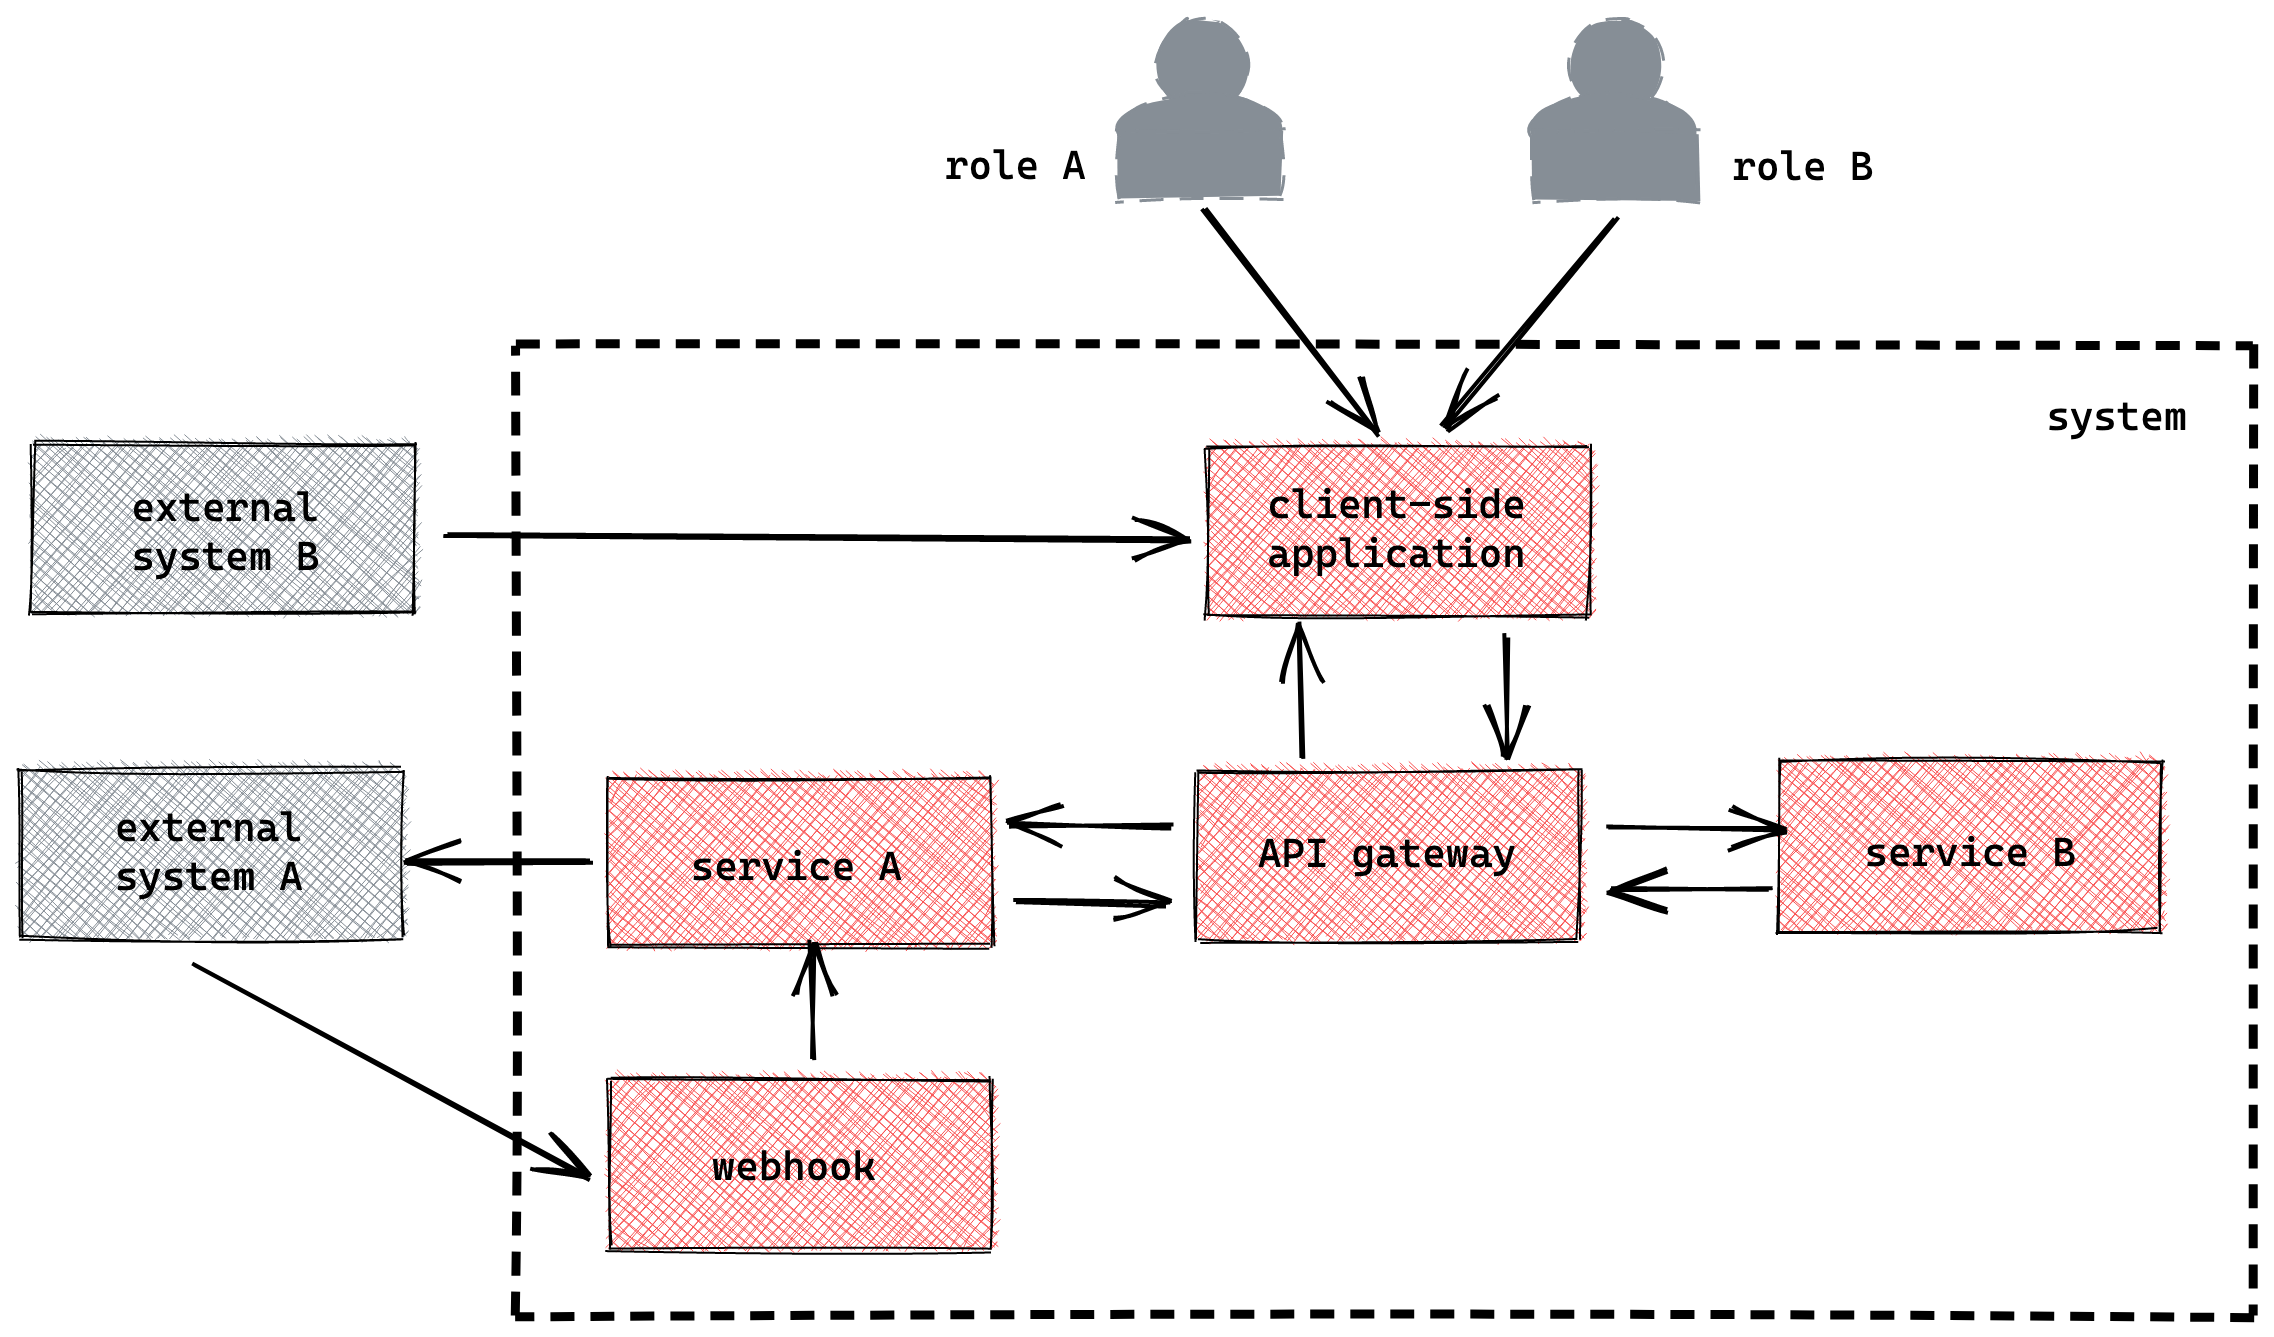 role A
role B
system
external
system B
client-side
application
external
system A
service A
API gateway
service B
webhook